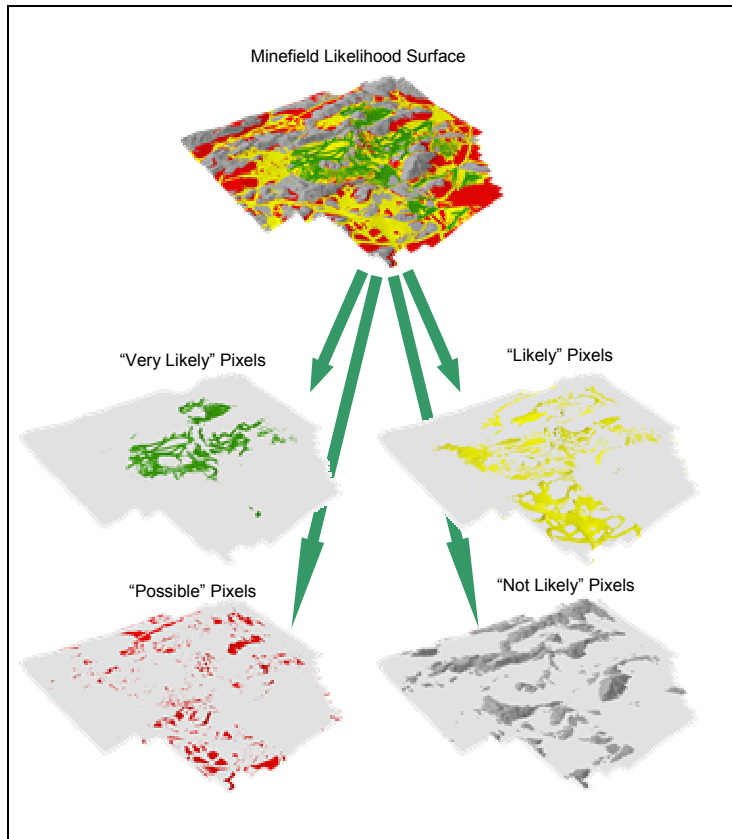 Minefield Likelihood Surface
“Very Likely” Pixels
“Likely” Pixels
“Possible” Pixels
“Not Likely” Pixels